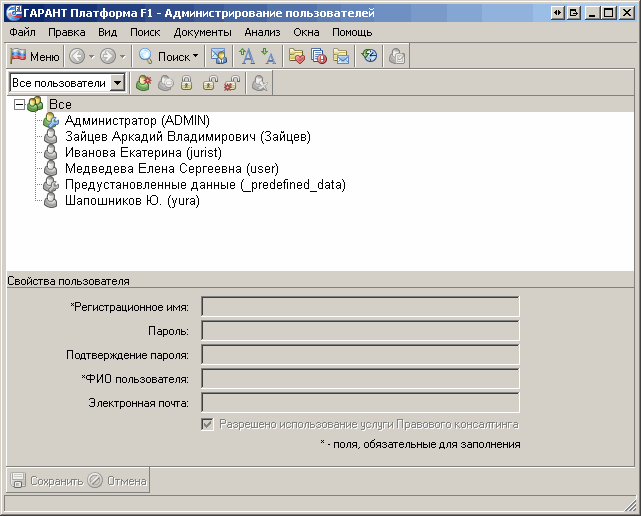 ГАРАНТ Платформа F1 - Администрирование пользователей
Файл Правка Вид Поиск Документы Анализ Окна Помощь
Меню Поиск
Все пользователи
Все
Администратор (ADMIN)
Зайцев Аркадий Владимирович (Зайцев)
Иванова Екатерина (jurist)
Медведева Елена Сергеевна (user)
Предустановленные данные (_predefined_data)
Шапошников Ю. (yura)
Свойства пользователя
*Регистрационное имя:
Пароль:
Подтверждение пароля:
*ФИО пользователя:
Электронная почта:
Разрешено использование услуги Правового консалтинга
* - поля, обязательные для заполнения
Сохранить Отмена